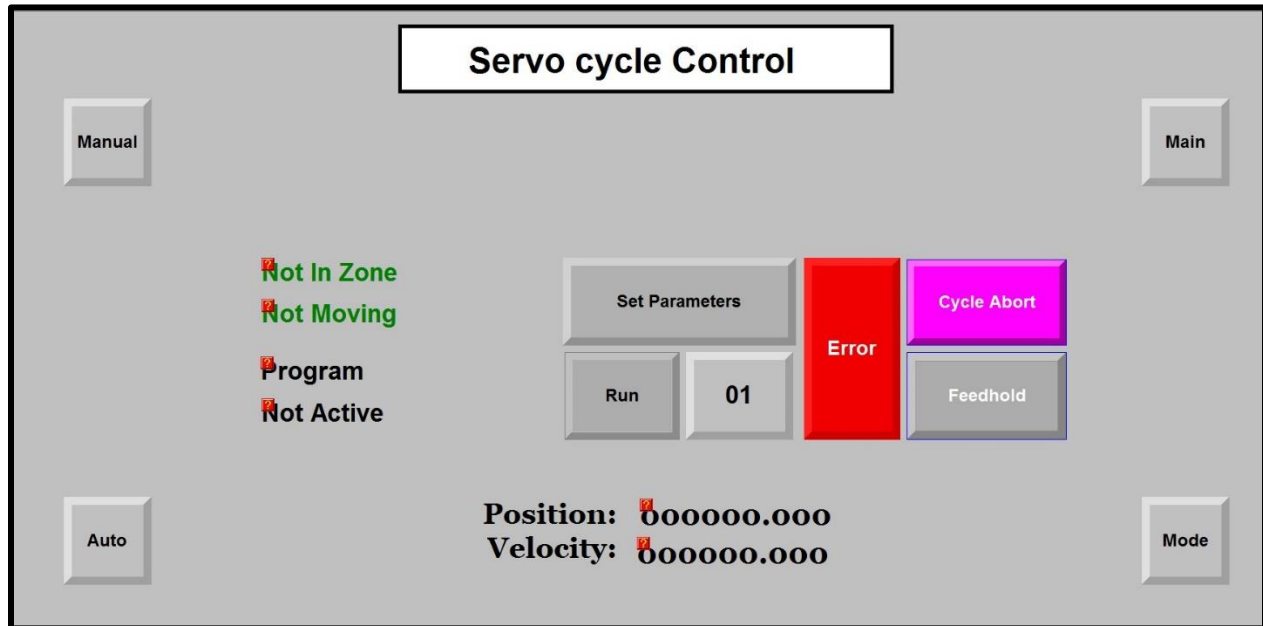 Servo cycle Control
Manual
Main
Not In Zone
Not Moving
Program
Not Active
Set Parameters
Run
01
Error
Cycle Abort
Feedhold
Auto
Position: 000000.000
Velocity: 000000.000
Mode